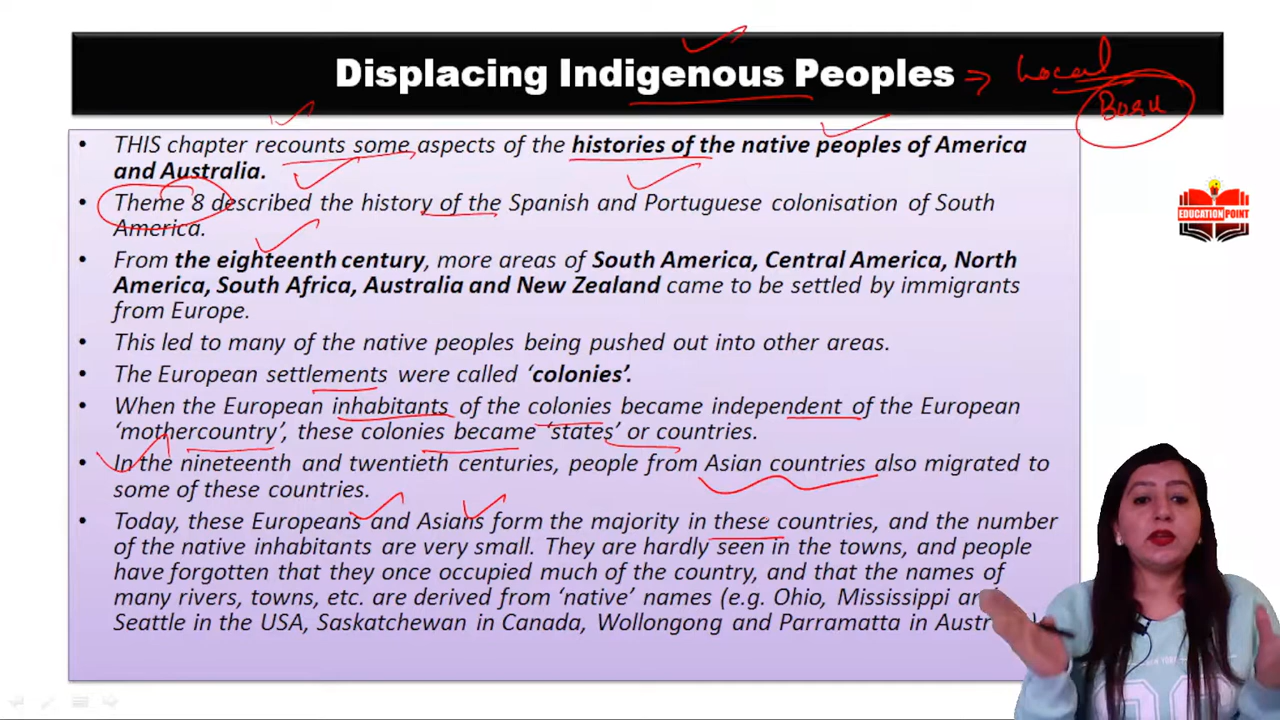 Displacing Indigenous Peoples
Local
• THIS chapter recounts some aspects of the histories of the native peoples of America
and Australia.
• Theme 8 described the history of the Spanish and Portuguese colonisation of South
America.
EDUCATION POINT
• From the eighteenth century, more areas of South America, Central America, North
America, South Africa, Australia and New Zealand came to be settled by immigrants
from Europe.
• This led to many of the native peoples being pushed out into other areas.
• The European settlements were called ‘colonies’.
• When the European inhabitants of the colonies became independent of the European
‘mothercountry’, these colonies became ‘states’ or countries.
• In the nineteenth and twentieth centuries, people from Asian countries also migrated to
some of these countries.
• Today, these Europeans and Asians form the majority in these countries, and the number
of the native inhabitants are very small. They are hardly seen in the towns, and people
have forgotten that they once occupied much of the country, and that the names of
many rivers, towns, etc. are derived from ‘native’ names (e.g. Ohio, Mississippi
Seattle in the USA, Saskatchewan in Canada, Wollongong and Parramatta in